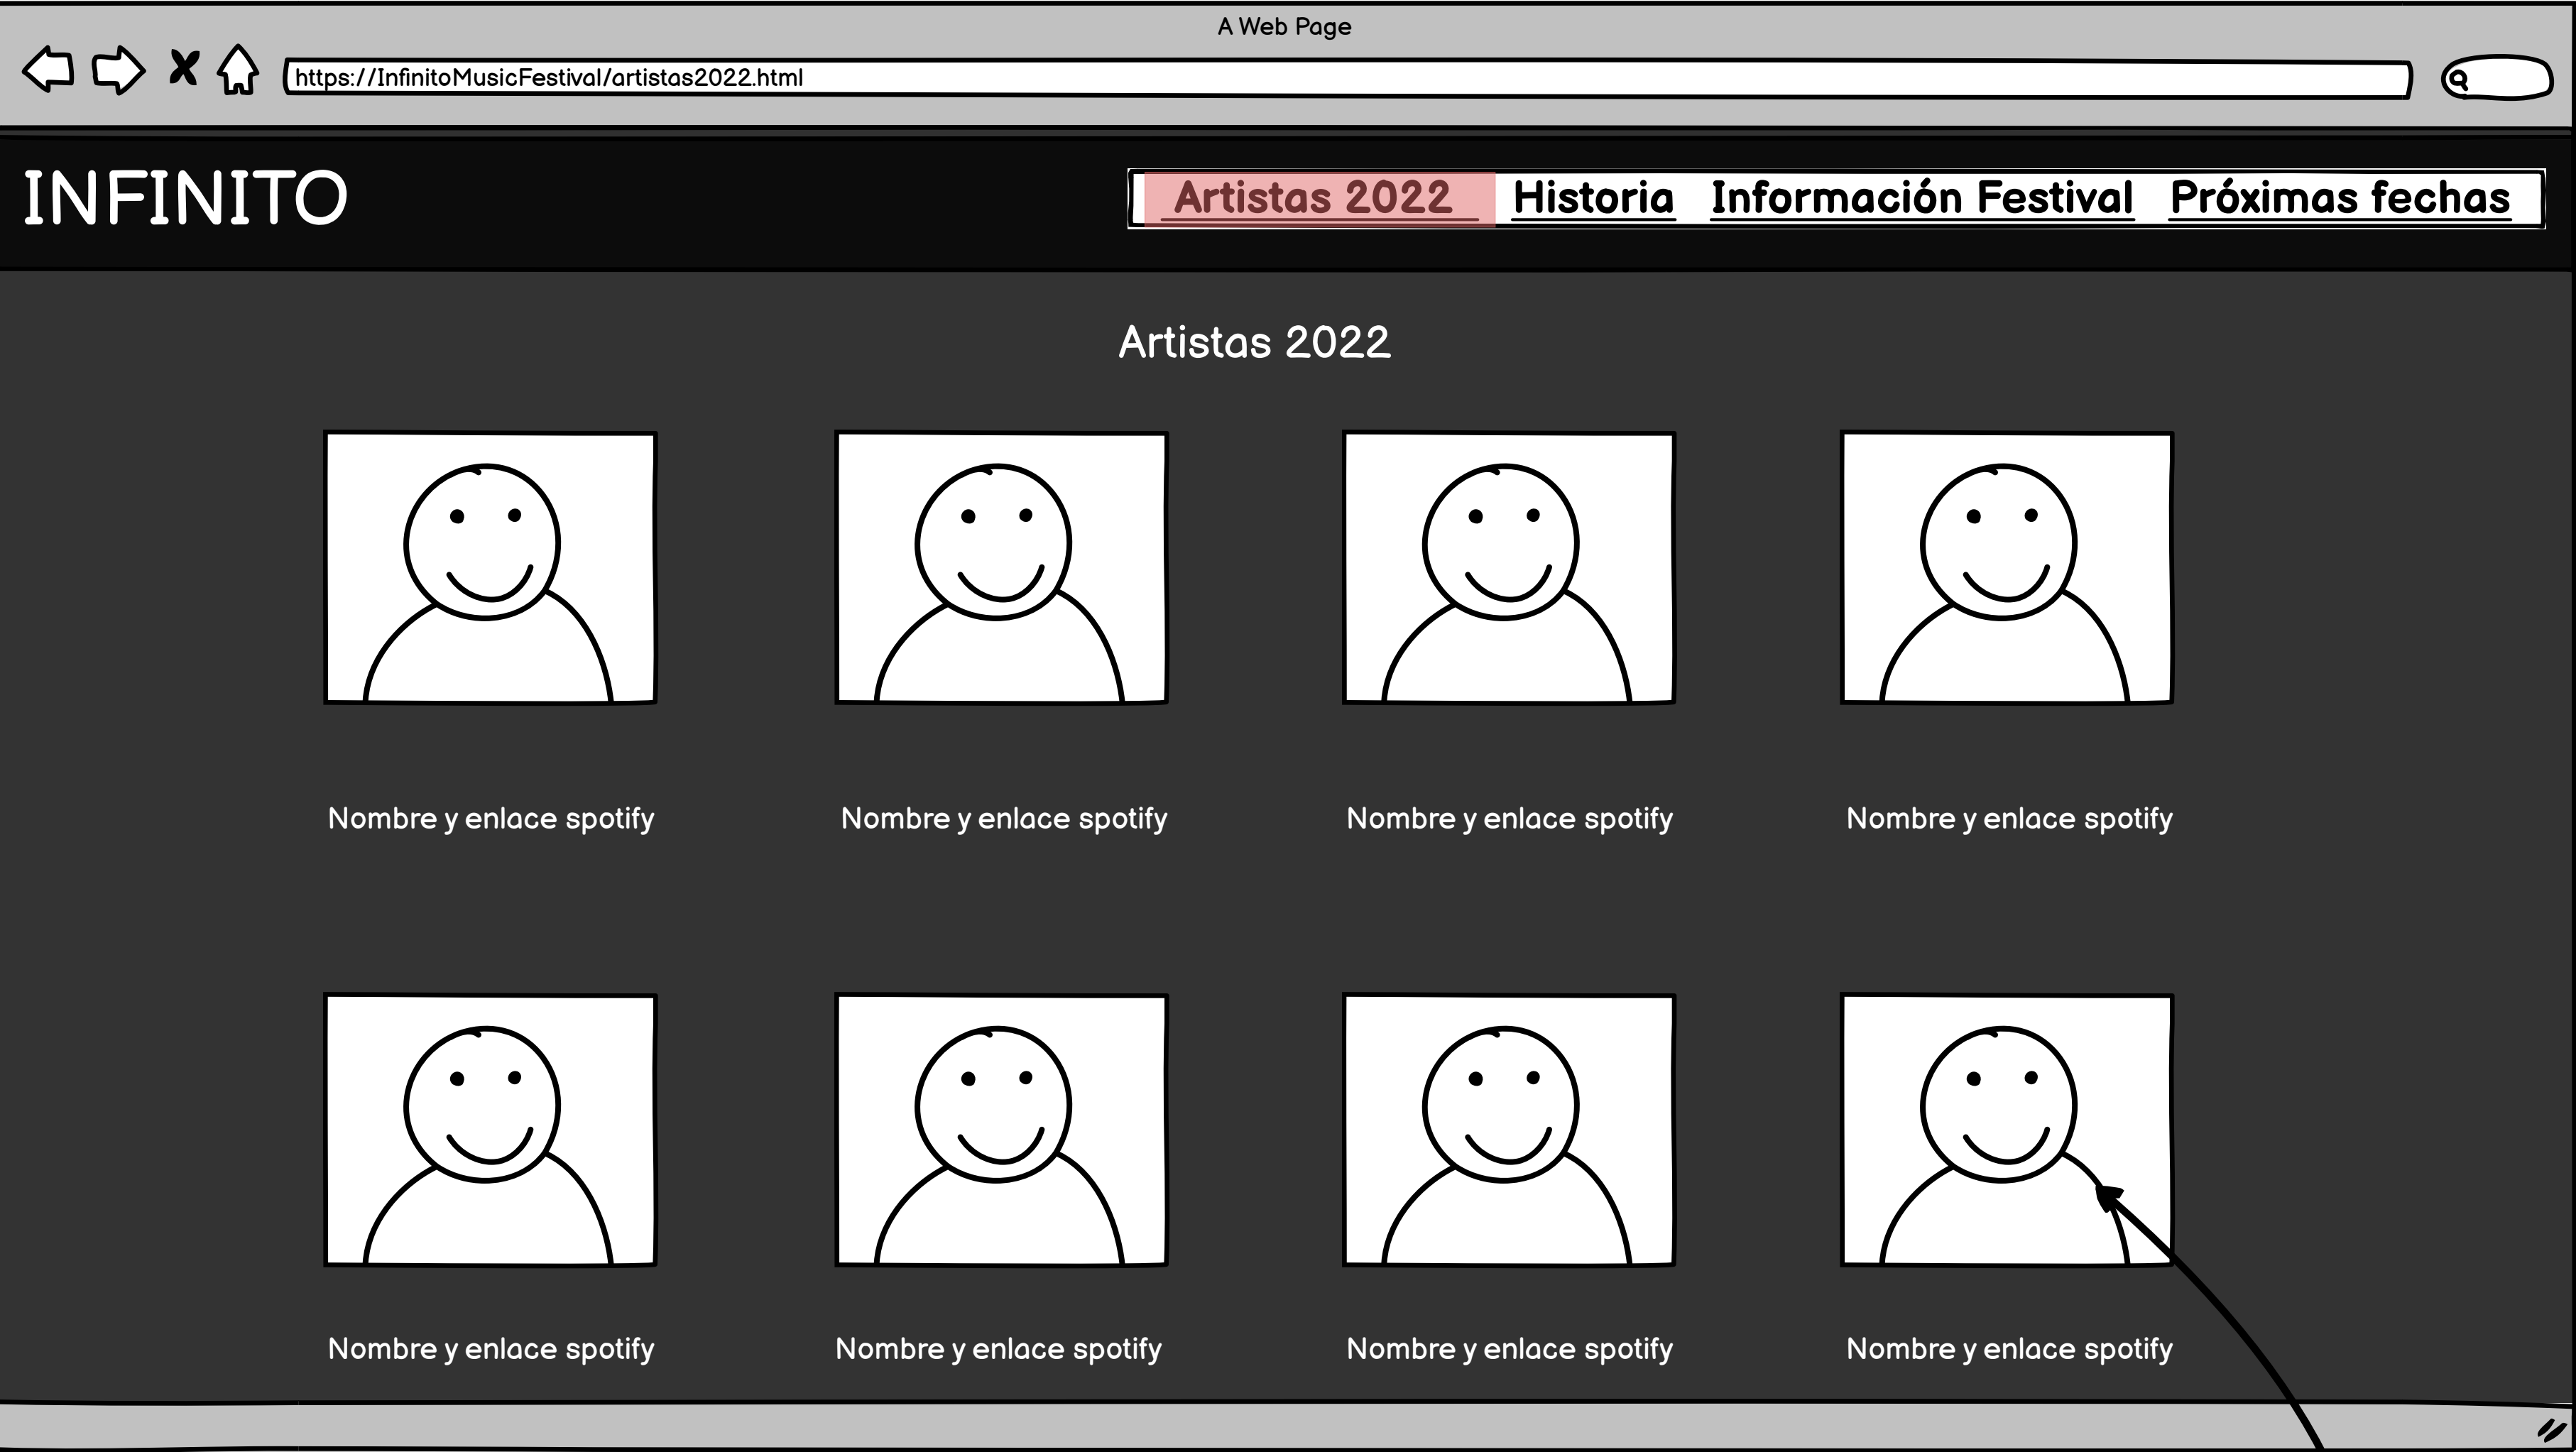 A Web Page
https://InfinitoMusicFestival/artistas2022.html
INFINITO
Artistas 2022 Historia Información Festival Próximas fechas
Artistas 2022
Nombre y enlace spotify Nombre y enlace spotify Nombre y enlace spotify Nombre y enlace spotify
Nombre y enlace spotify Nombre y enlace spotify Nombre y enlace spotify Nombre y enlace spotify